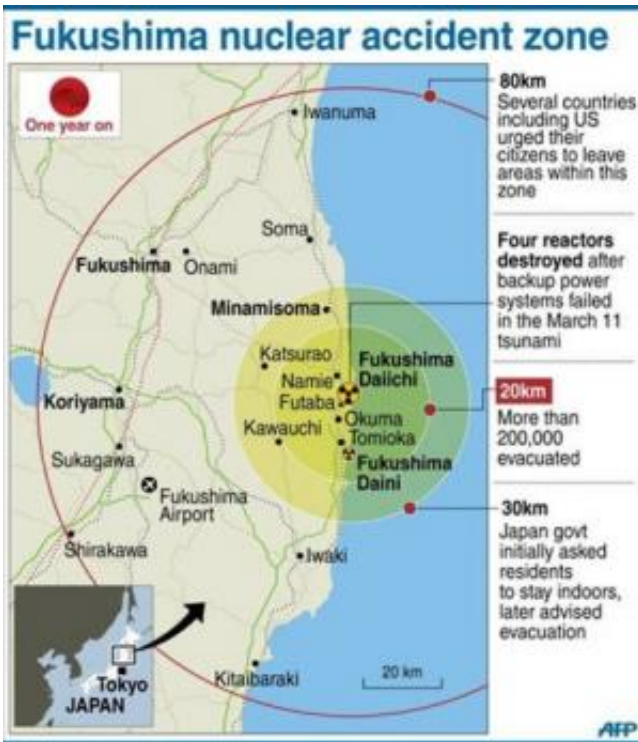 Fukushima nuclear accident zone
One year on
80km
Several countries
including US
urged their
citizens to leave
areas within this
zone
Four reactors
destroyed after
backup power
systems failed
in the March 11
tsunami
20km
More than
200,000
evacuated
30km
Japan govt
initially asked
residents
to stay indoors,
later advised
evacuation
Iwanuma
Soma
Fukushima
Onami
Minamisoma
Katsurao
Fukushima
Daiichi
Namie
Futaba
Koriyama
Okuma
Kawauchi
Tomioka
Sukagawa
Fukushima
Daini
Fukushima
Airport
Shirakawa
Iwaki
Kitaibaraki
20 km
Tokyo
JAPAN
AFP